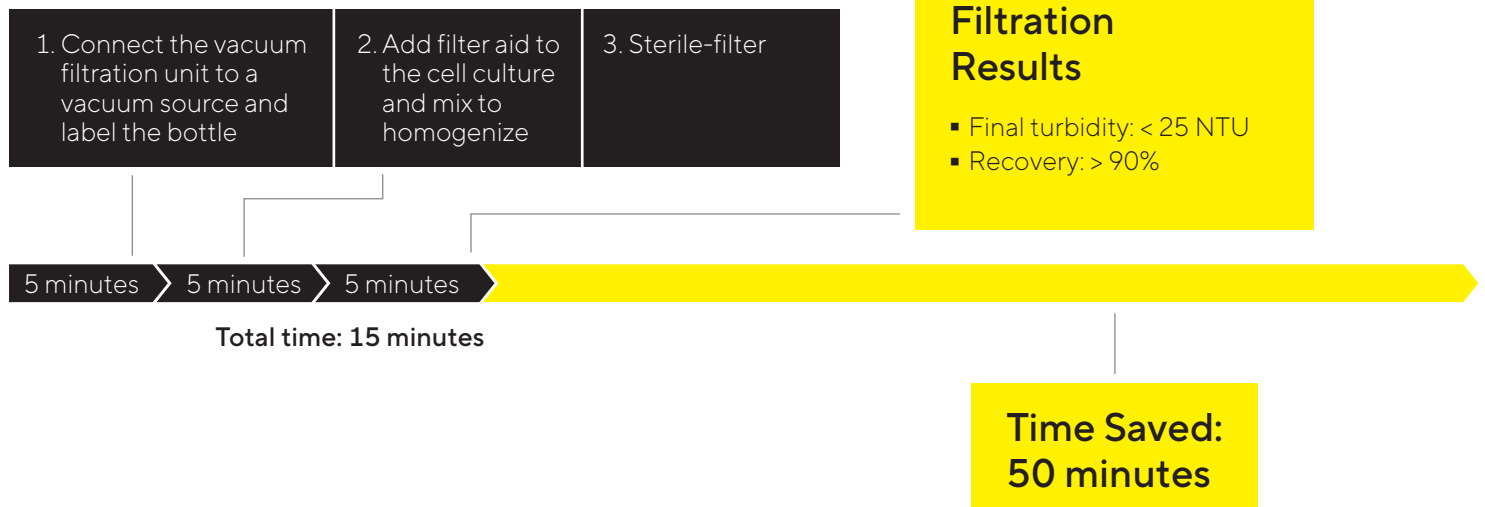 1. Connect the vacuum
filtration unit to a
vacuum source and
label the bottle
2. Add filter aid to
the cell culture
and mix to
homogenize
3. Sterile-filter
Filtration
Results
▪ Final turbidity: < 25 NTU
▪ Recovery: > 90%
5 minutes
5 minutes
5 minutes
Total time: 15 minutes
Time Saved:
50 minutes